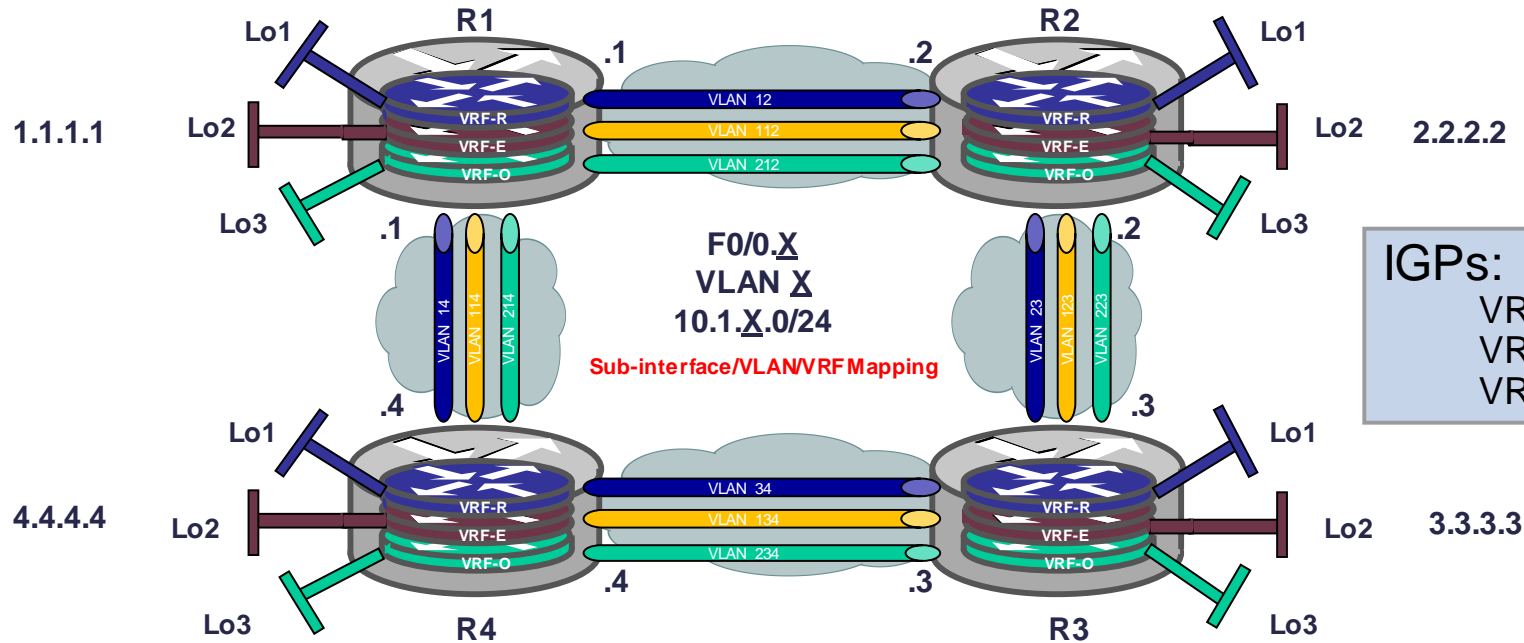 R1
R2
Lo1
.1
.2
Lo1
VLAN 12
VRF-R
VRF-R
1.1.1.1
Lo2
VLAN 112
Lo2
2.2.2.2
VRF-E
VRF-E
VLAN 212
VRF-O
VRF-O
Lo3
Lo3
.1
.2
F0/0.X
VLAN X
10.1.X.0/24
Sub-interface/VLAN/VRF Mapping
VLAN 14
VLAN 114
VLAN 214
VLAN 23
VLAN 123
VLAN 223
IGPs:
VR
VR
VR
.4
.3
Lo1
Lo1
VLAN 34
VRF-R
VRF-R
4.4.4.4
Lo2
VLAN 134
Lo2
3.3.3.3
VRF-E
VRF-E
VLAN 234
VRF-O
VRF-O
.4
.3
Lo3
Lo3
R4
R3